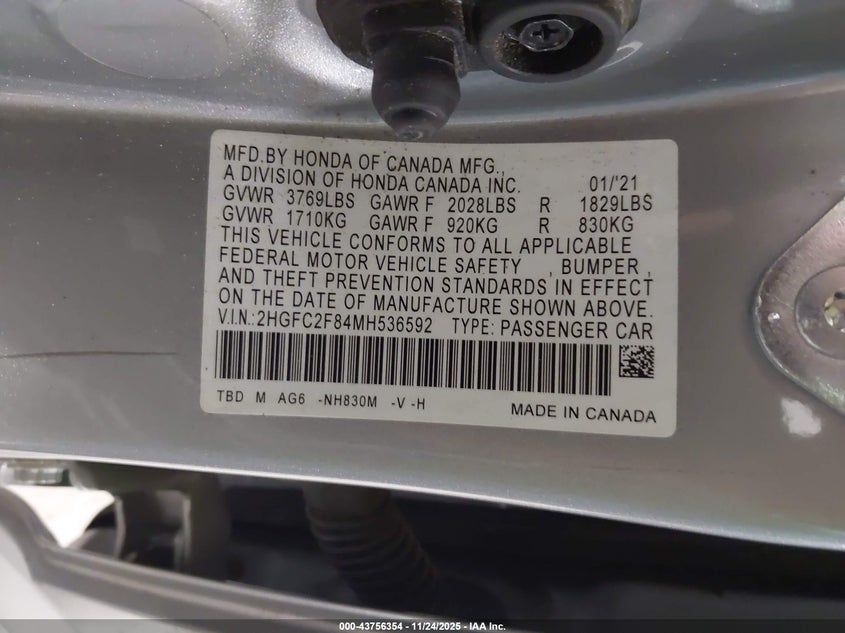 MFD.BY HONDA OF CANADA MFG.,
A DIVISION OF HONDA CANADA INC. 01/'21
GVWR 3769LBS GAWR F 2028LBS R 1829LBS
GVWR 1710KG GAWR F 920KG R 830KG
THIS VEHICLE CONFORMS TO ALL APPLICABLE
FEDERAL MOTOR VEHICLE SAFETY , BUMPER ,
AND THEFT PREVENTION STANDARDS IN EFFECT
ON THE DATE OF MANUFACTURE SHOWN ABOVE.
V.I.N.:2HGFC2F84MH536592 TYPE: PASSENGER CAR
TBD M AG6 -NH830M -V -H
MADE IN CANADA
000-43756354 | 11/24/2025 - IAA Inc.